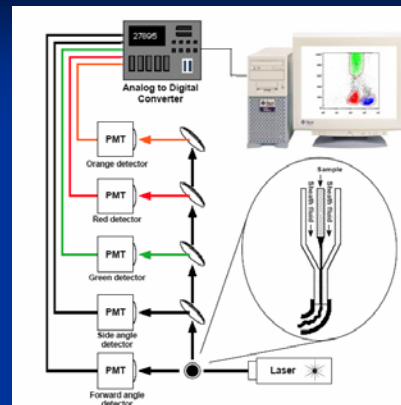 27895
Analog to Digital
Converter
PMT
Orange detector
PMT
Red detector
PMT
Green detector
PMT
Side angle
detector
PMT
Forward angle
detector
Sample
Sheath fluid
Sheath fluid
Laser